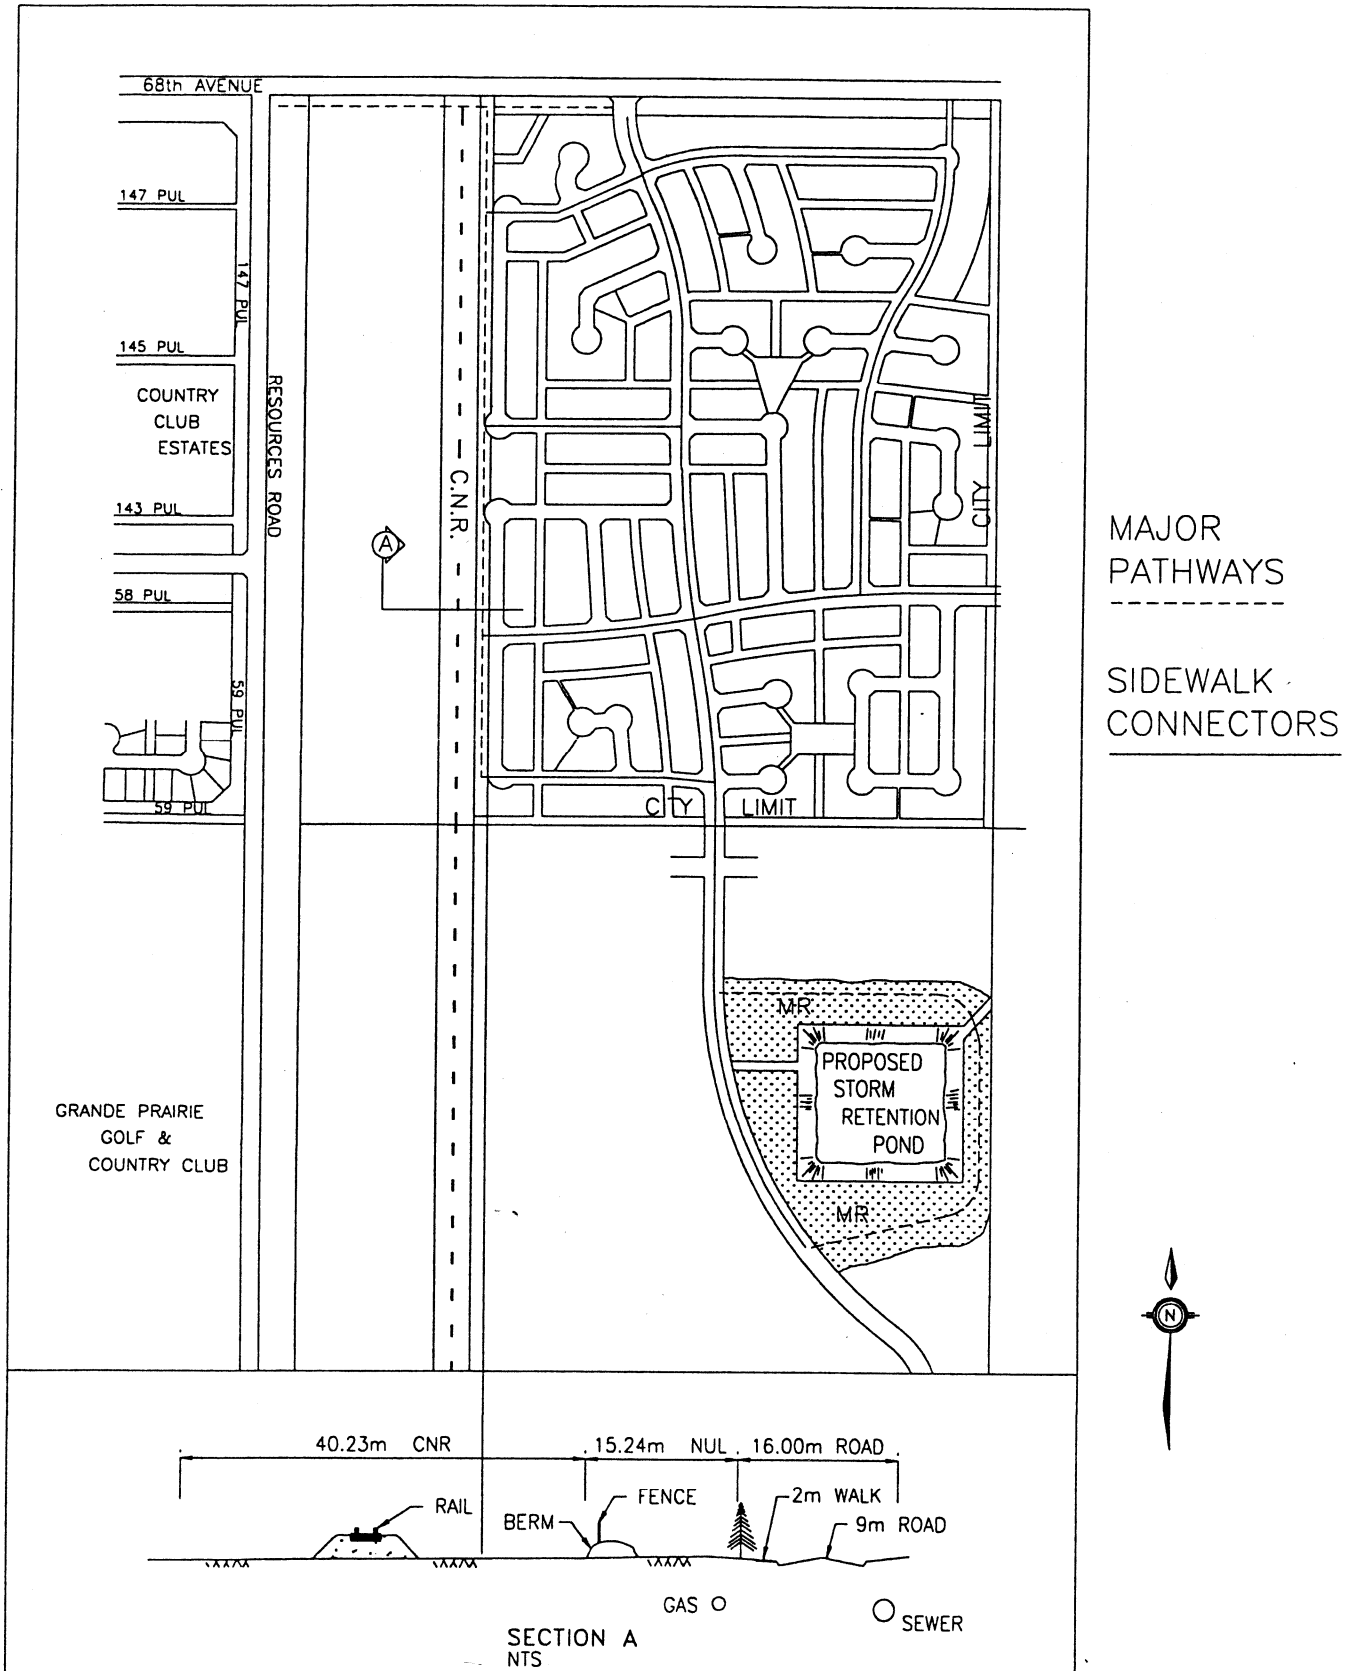 68th AVENUE
147 PUL
147 PUL
145 PUL
COUNTRY
CLUB
ESTATES
RESOURCES ROAD
C.N.R.
CITY LIMIT
143 PUL
A
58 PUL
59 PUL
59 PUL
CITY LIMIT
MAJOR
PATHWAYS
SIDEWALK
CONNECTORS
MR
PROPOSED
STORM
RETENTION
POND
MR
GRANDE PRAIRIE
GOLF &
COUNTRY CLUB
N
40.23m CNR
15.24m NUL
16.00m ROAD
RAIL
BERM
FENCE
2m WALK
9m ROAD
GAS
SEWER
SECTION A
NTS